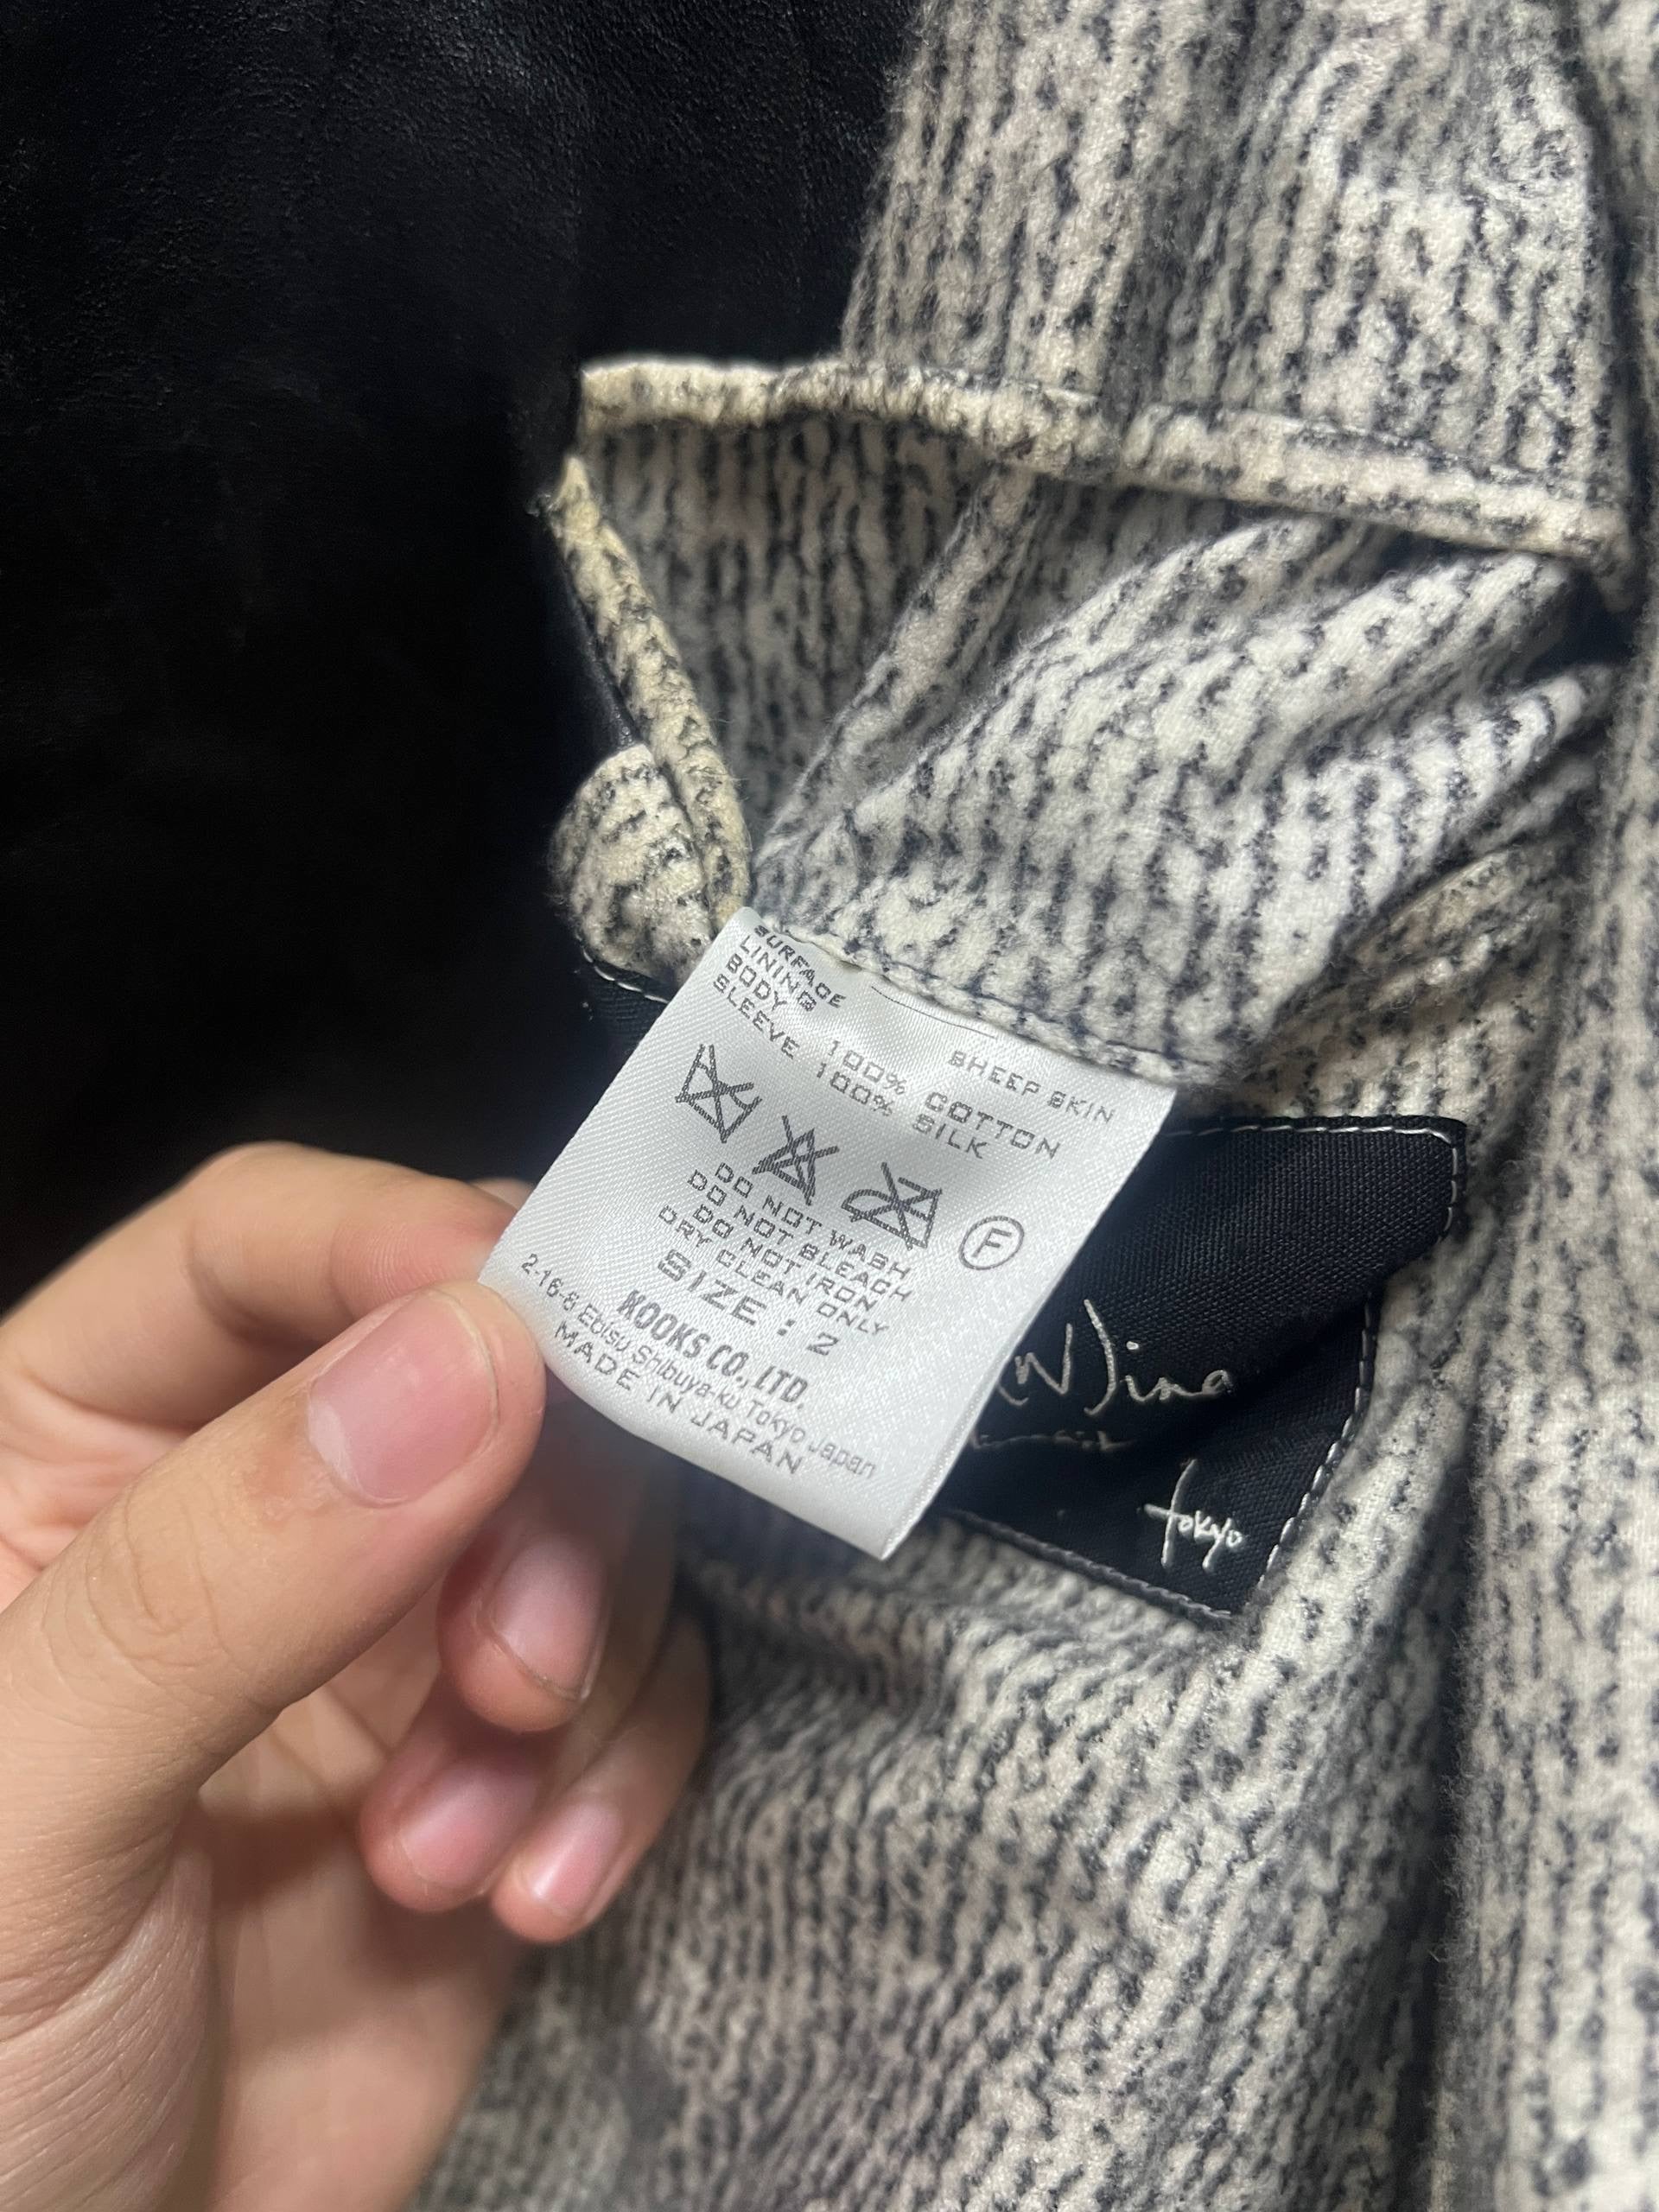 SURFACE SHEEP SKIN
LINING
BODY 100% COTTON
SLEEVE 100% SILK
F
DO NOT WASH
DO NOT BLEACH
DO NOT IRON
DRY CLEAN ONLY
SIZE : 2
KOOKS CO., LTD.
2-16-8 Ebisu Shibuya-ku Tokyo Japan
MADE IN JAPAN
(N)ine
tokyo